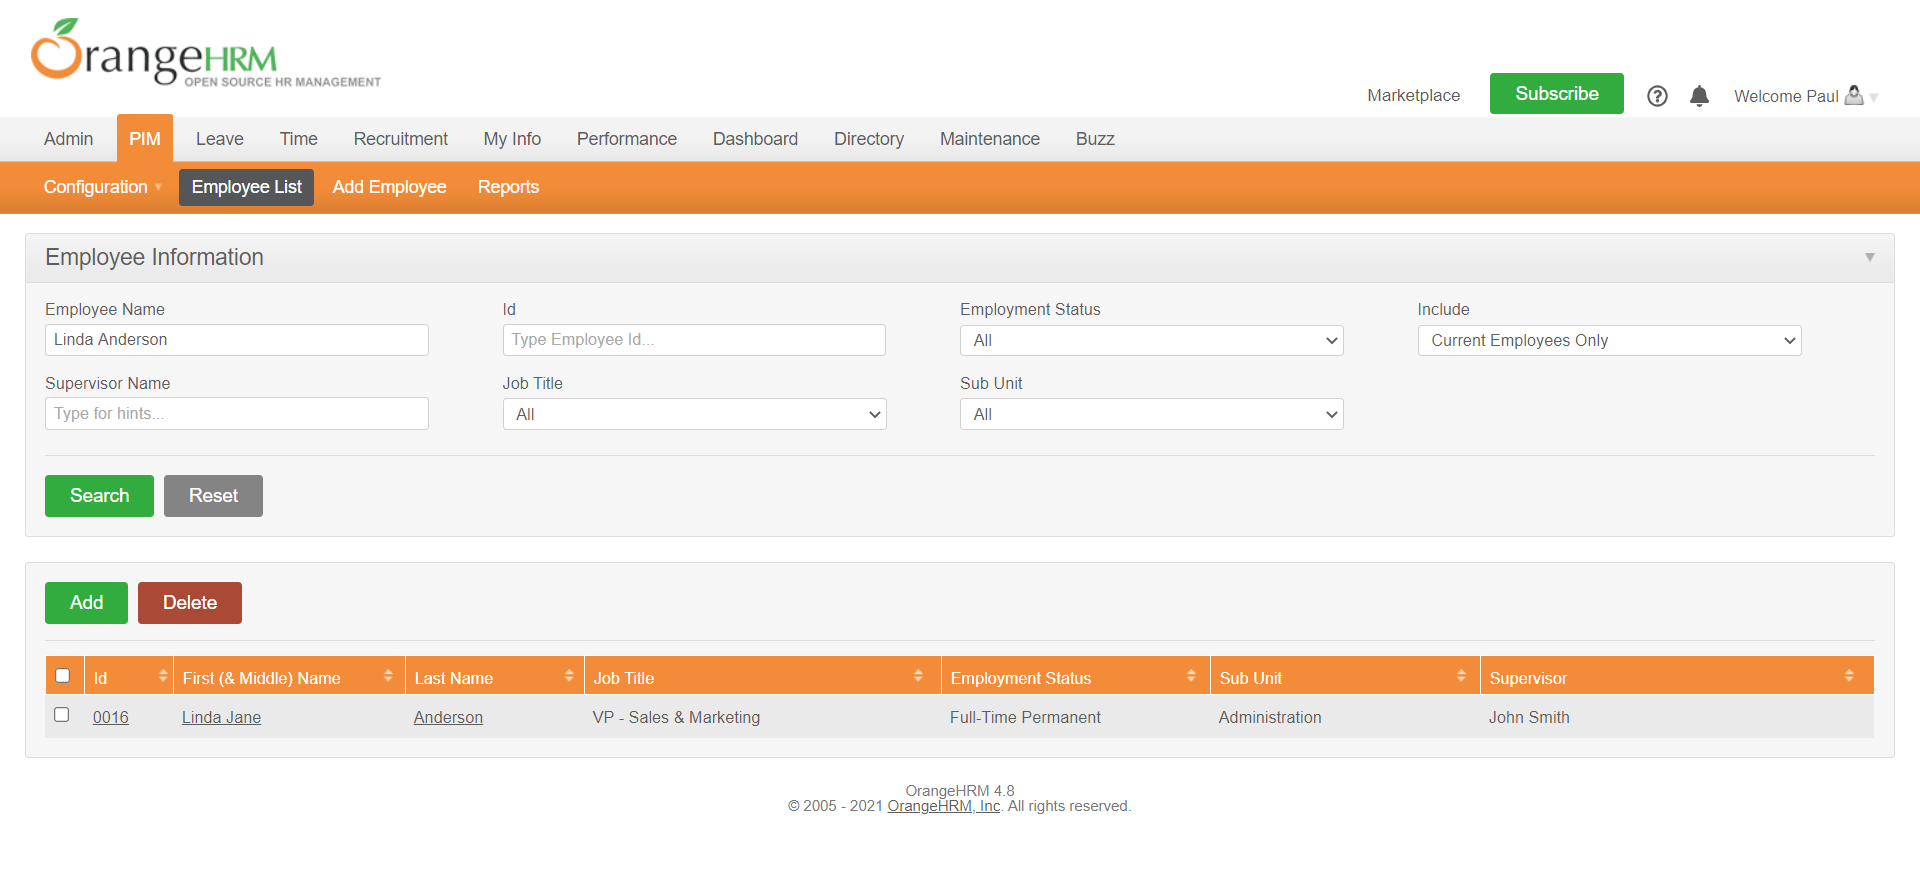 OrangeHRM
OPEN SOURCE HR MANAGEMENT
Marketplace Subscribe Welcome Paul
Admin PIM Leave Time Recruitment My Info Performance Dashboard Directory Maintenance Buzz
Configuration Employee List Add Employee Reports
Employee Information
Employee Name Id Employment Status Include
Linda Anderson Type Employee Id... All Current Employees Only
Supervisor Name Job Title Sub Unit
Type for hints... All All
Search Reset
Add Delete
Id First (& Middle) Name Last Name Job Title Employment Status Sub Unit Supervisor
0016 Linda Jane Anderson VP - Sales & Marketing Full-Time Permanent Administration John Smith
OrangeHRM 4.8
© 2005 - 2021 OrangeHRM, Inc. All rights reserved.